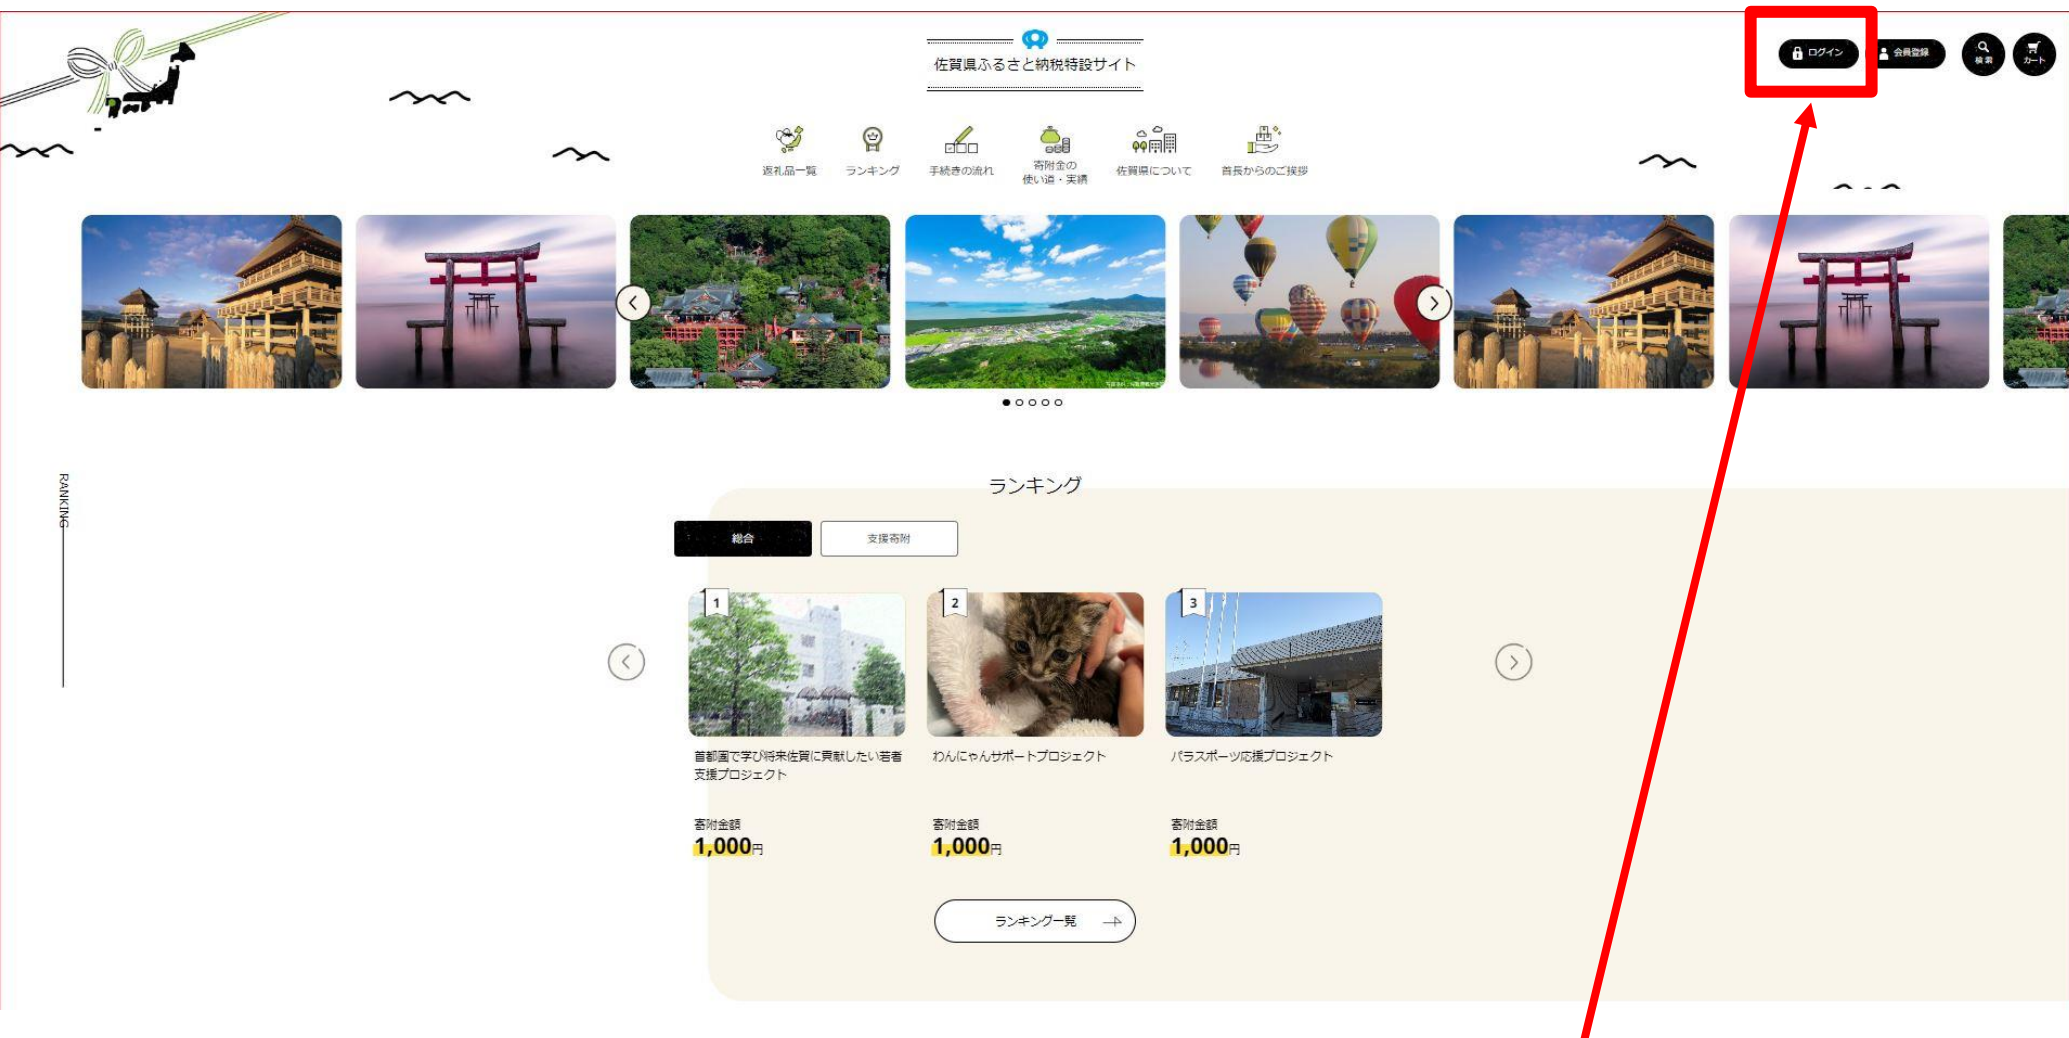 佐賀県ふるさと納税特設サイト
ログイン
会員登録
検索
カート
返礼品一覧
ランキング
手続きの流れ
寄附金の
使い道・実績
佐賀県について
首長からのご挨拶
RANKING
ランキング
総合
支援寄附
1
2
3
首都圏で学び将来佐賀に貢献したい若者
支援プロジェクト
わんにゃんサポートプロジェクト
パラスポーツ応援プロジェクト
寄附金額
1,000円
寄附金額
1,000円
寄附金額
1,000円
ランキング一覧